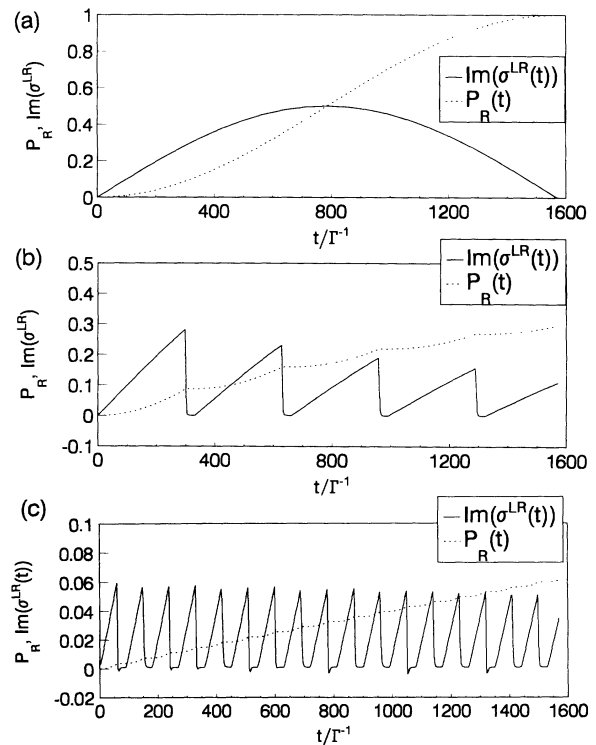 (a)
P_R, Im(σ^LR)
1
0.8
0.6
0.4
0.2
0
Im(σ^LR(t))
P_R(t)
0 400 800 1200 1600
t/Γ^-1
(b)
P_R, Im(σ^LR)
0.5
0.4
0.3
0.2
0.1
0
-0.1
Im(σ^LR(t))
P_R(t)
0 400 800 1200 1600
t/Γ^-1
(c)
P_R, Im(σ^LR(t))
0.1
0.08
0.06
0.04
0.02
0
-0.02
Im(σ^LR(t))
P_R(t)
0 200 400 600 800 1000 1200 1400 1600
t/Γ^-1